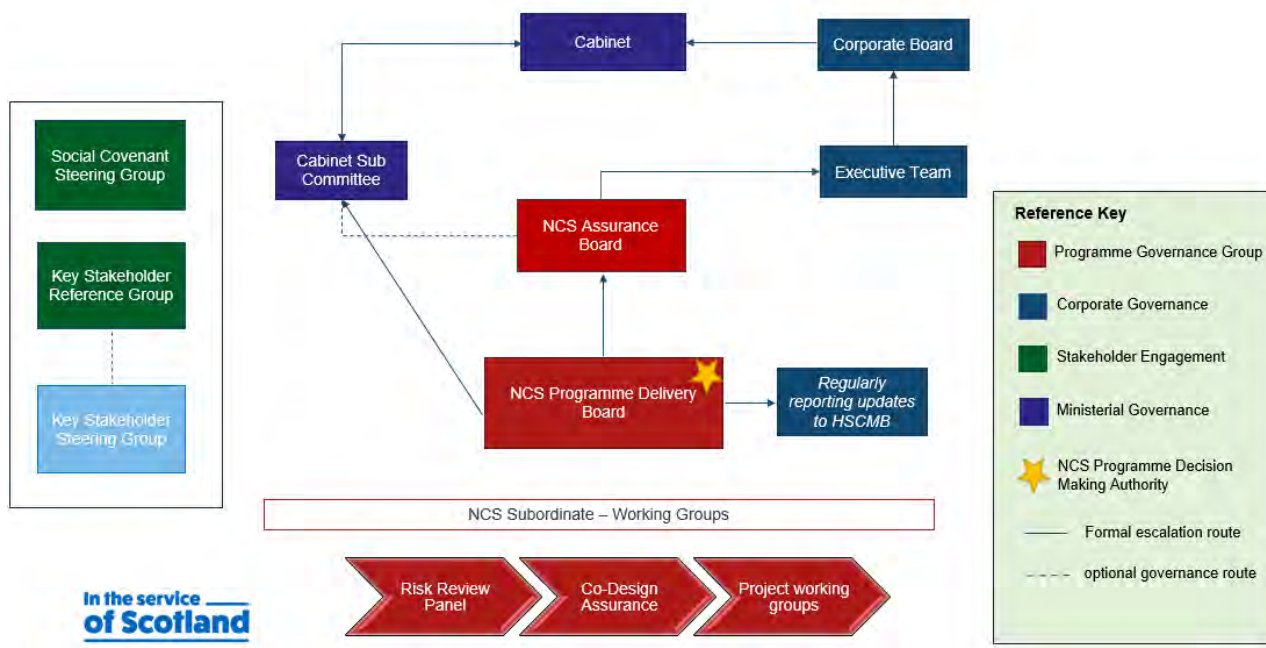 Cabinet
Corporate Board
Social Covenant
Steering Group
Cabinet Sub
Committee
Executive Team
NCS Assurance
Board
Key Stakeholder
Reference Group
Key Stakeholder
Steering Group
NCS Programme Delivery
Board
Regularly
reporting updates
to HSCMB
NCS Subordinate – Working Groups
Risk Review
Panel
Co-Design
Assurance
Project working
groups
In the service
of Scotland
Reference Key
Programme Governance Group
Corporate Governance
Stakeholder Engagement
Ministerial Governance
NCS Programme Decision
Making Authority
Formal escalation route
optional governance route